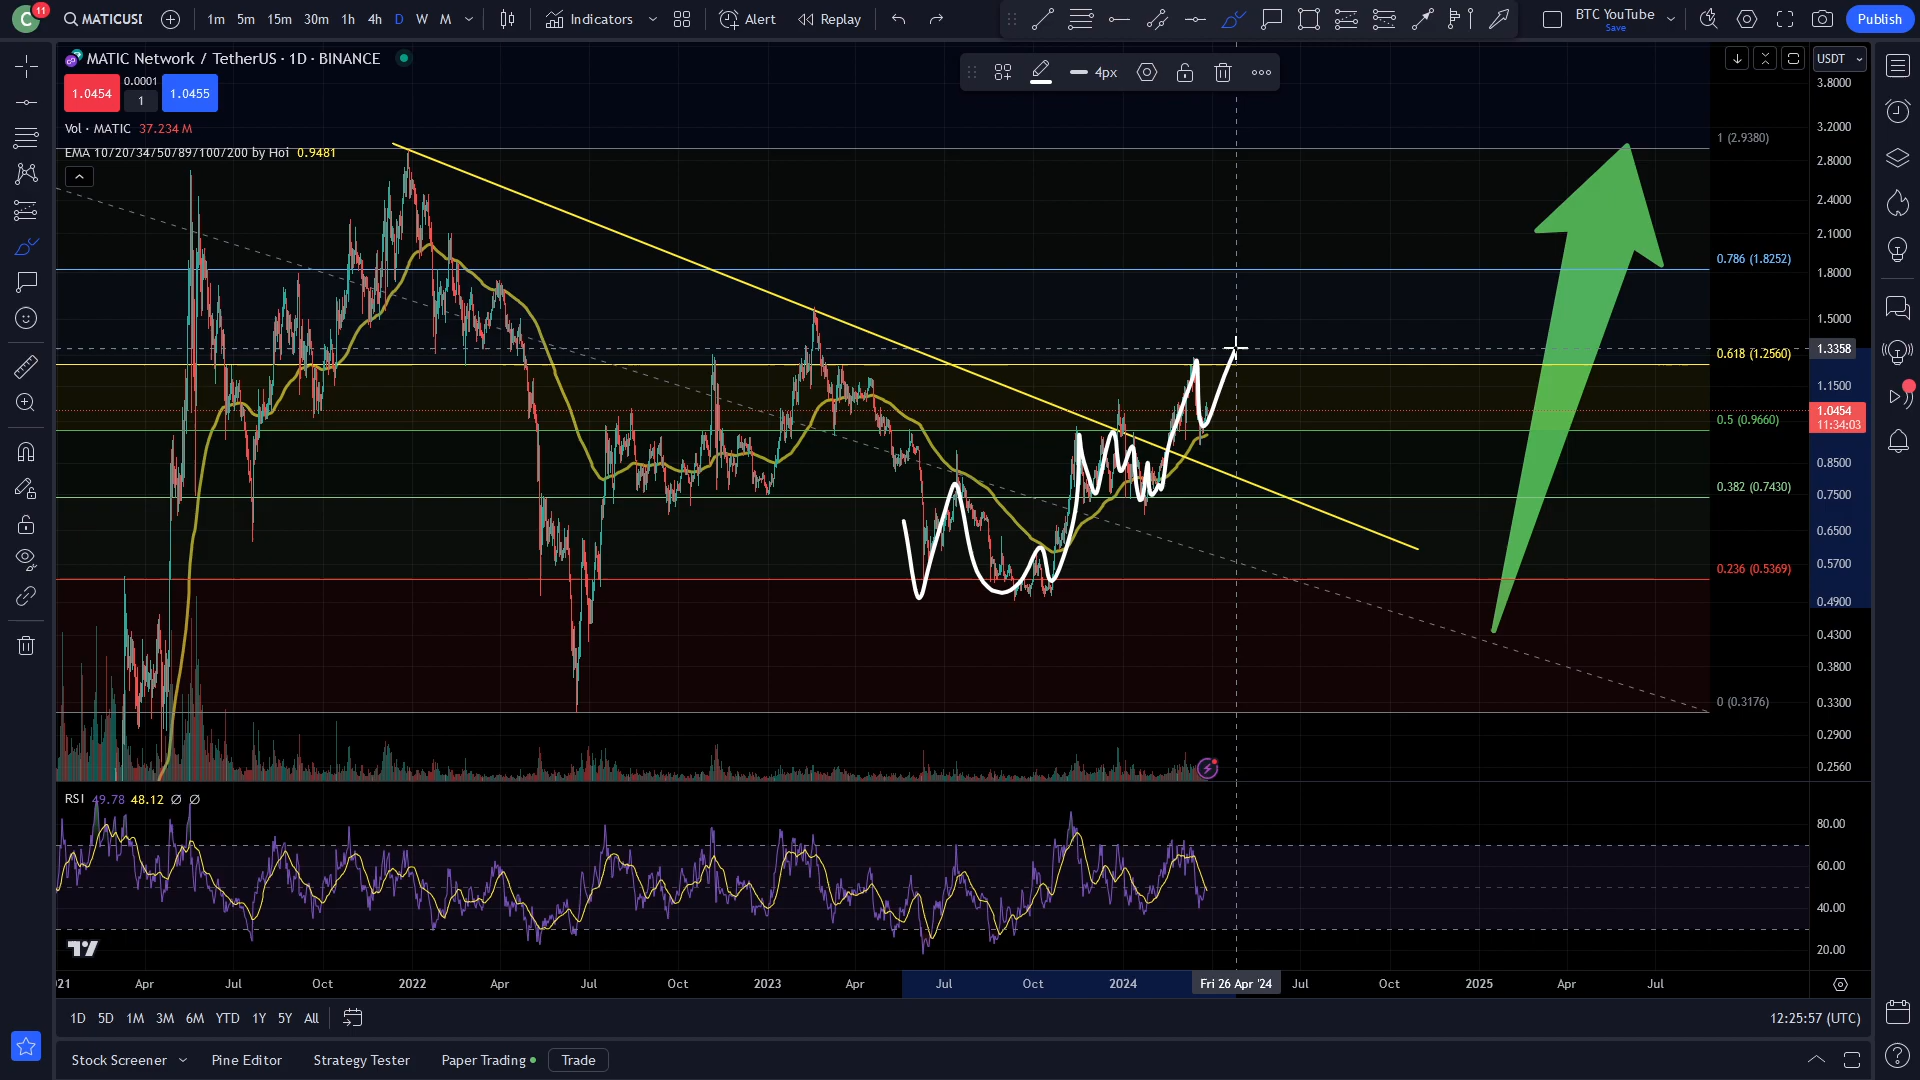 C 11 MATICUSI 1m 5m 15m 30m 1h 4h D W M Indicators Alert Replay BTC YouTube Save Publish
MATIC Network / TetherUS · 1D · BINANCE
4px
USDT
1.0454 0.0001 1 1.0455
Vol · MATIC 37.234 M
EMA 10/20/34/50/89/100/200 by Hoi 0.9481
1 (2.9380)
0.786 (1.8252)
0.618 (1.2560)
0.5 (0.9660)
0.382 (0.7430)
0.236 (0.5369)
0 (0.3176)
3.8000
3.2000
2.8000
2.4000
2.1000
1.8000
1.5000
1.3358
1.1500
1.0454
11:34:03
0.8500
0.7500
0.6500
0.5700
0.4900
0.4300
0.3800
0.3300
0.2900
0.2560
RSI 49.78 48.12 Ø Ø
80.00
60.00
40.00
20.00
TV
21 Apr Jul Oct 2022 Apr Jul Oct 2023 Apr Jul Oct 2024 Fri 26 Apr '24 Jul Oct 2025 Apr Jul
1D 5D 1M 3M 6M YTD 1Y 5Y All 12:25:57 (UTC)
Stock Screener Pine Editor Strategy Tester Paper Trading Trade